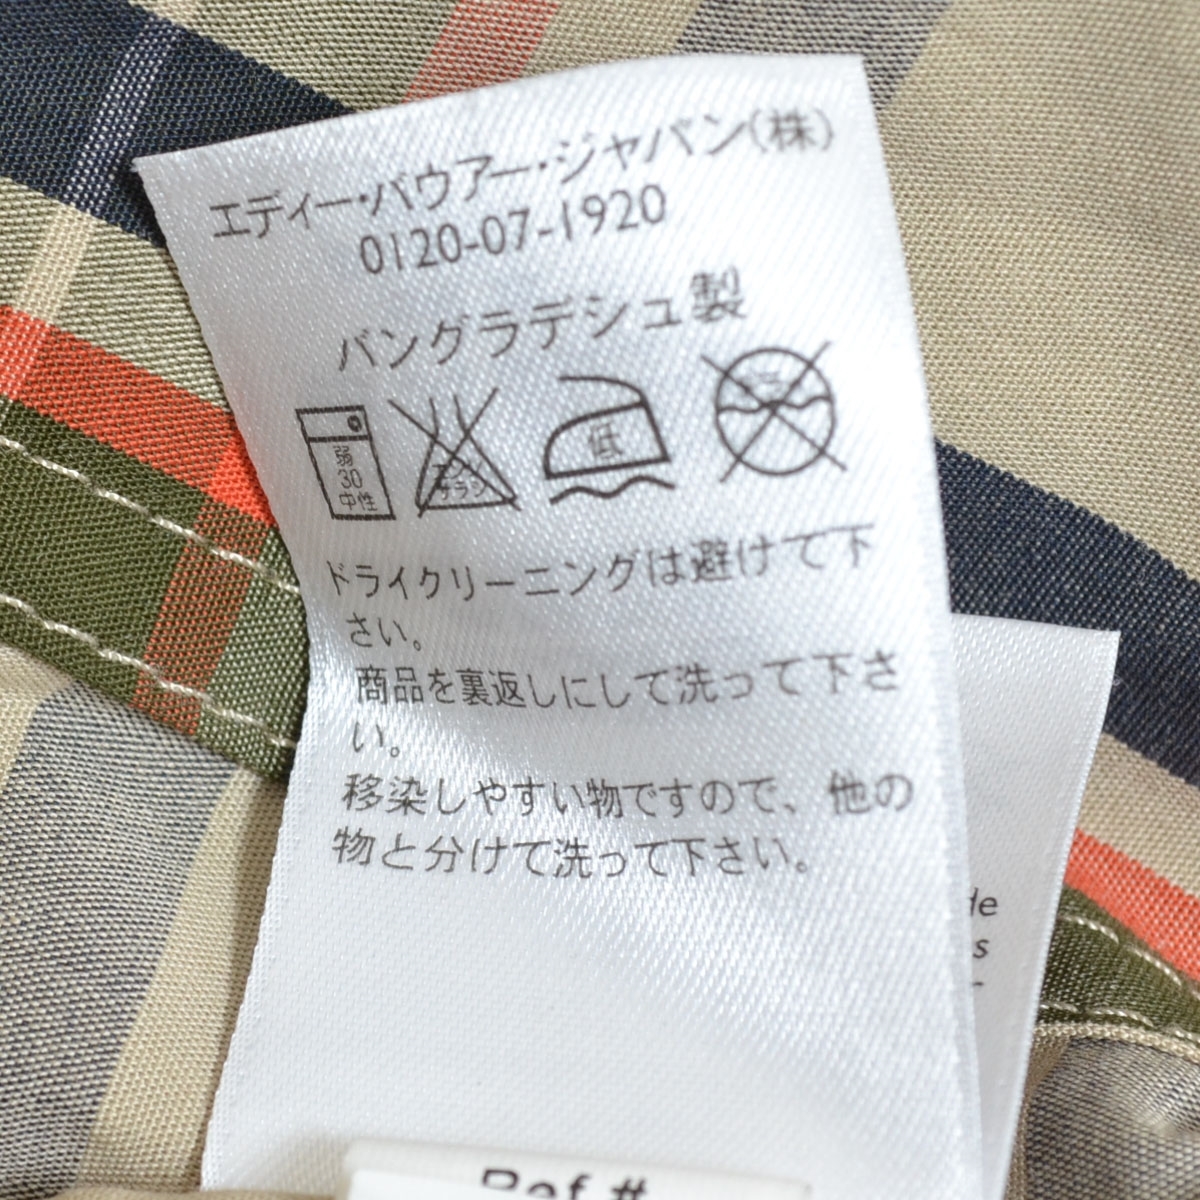 エディー・バウアー・ジャパン(株)
0120-07-1920
バングラデシュ製
弱
30
中性
エンソ
サラシ
低
ドライクリーニングは避けて下
さい。
商品を裏返しにして洗って下さ
い。
移染しやすい物ですので、他の
物と分けて洗って下さい。
de
s
Ref #